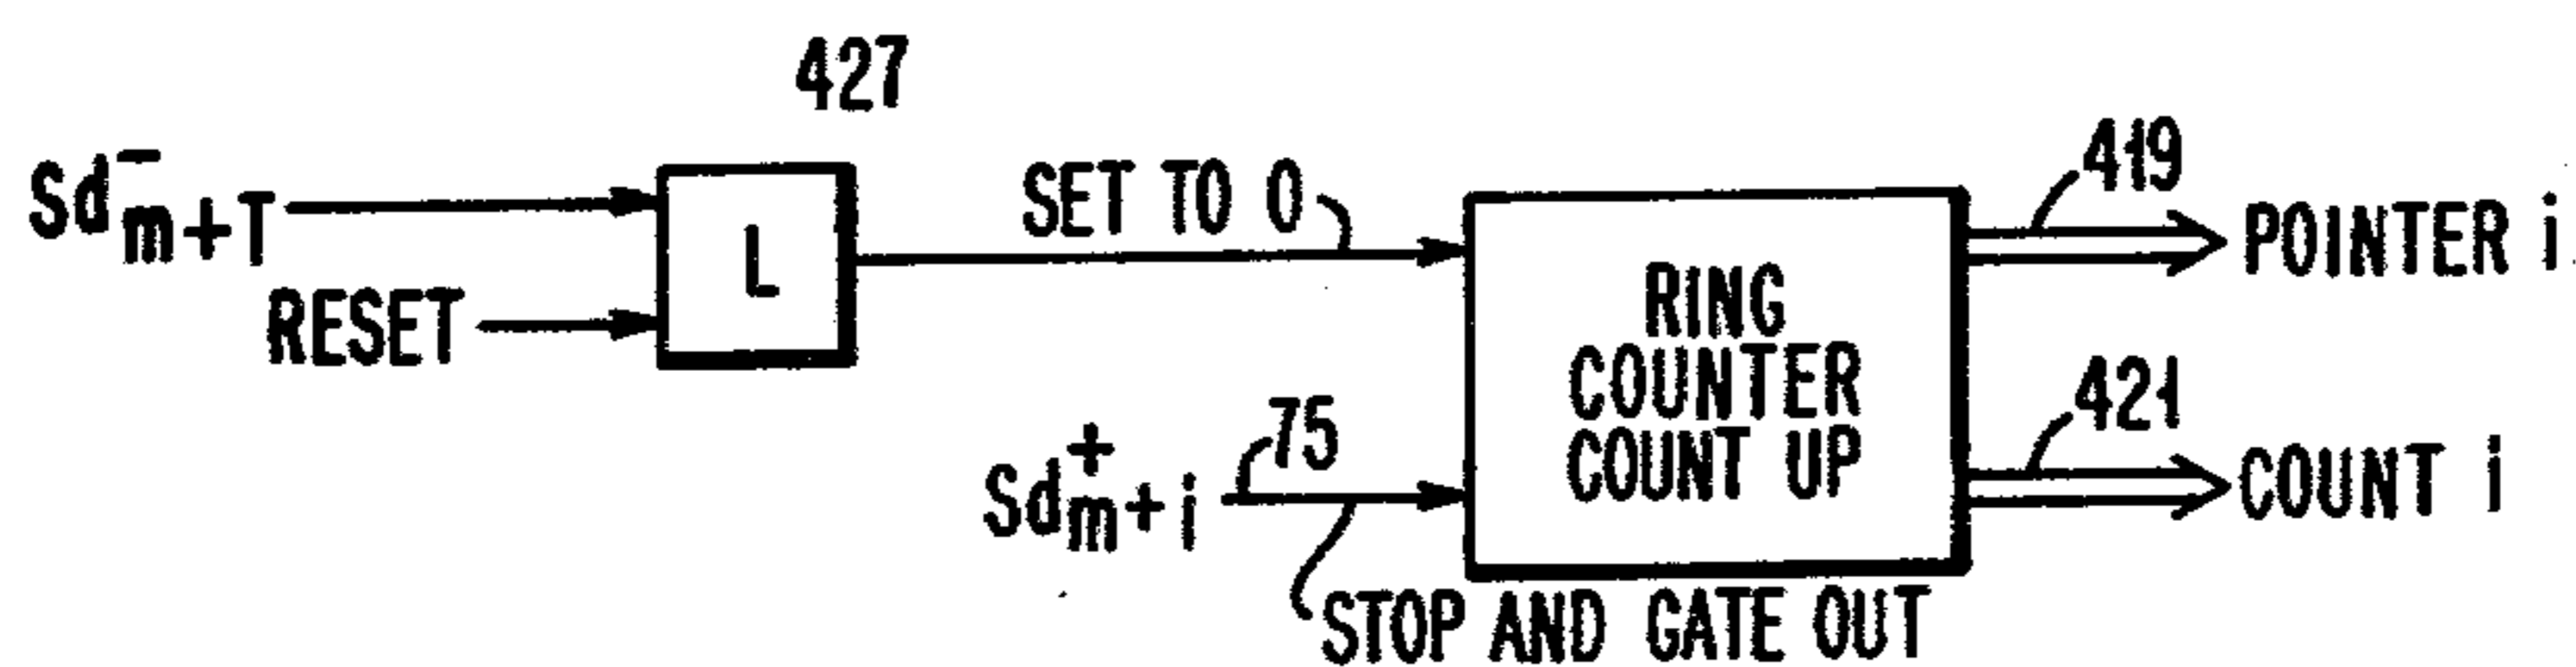 427
Sd⁻m+T
RESET
L
SET TO 0
Sd⁺m+i
75
STOP AND GATE OUT
RING
COUNTER
COUNT UP
419
POINTER i
421
COUNT i